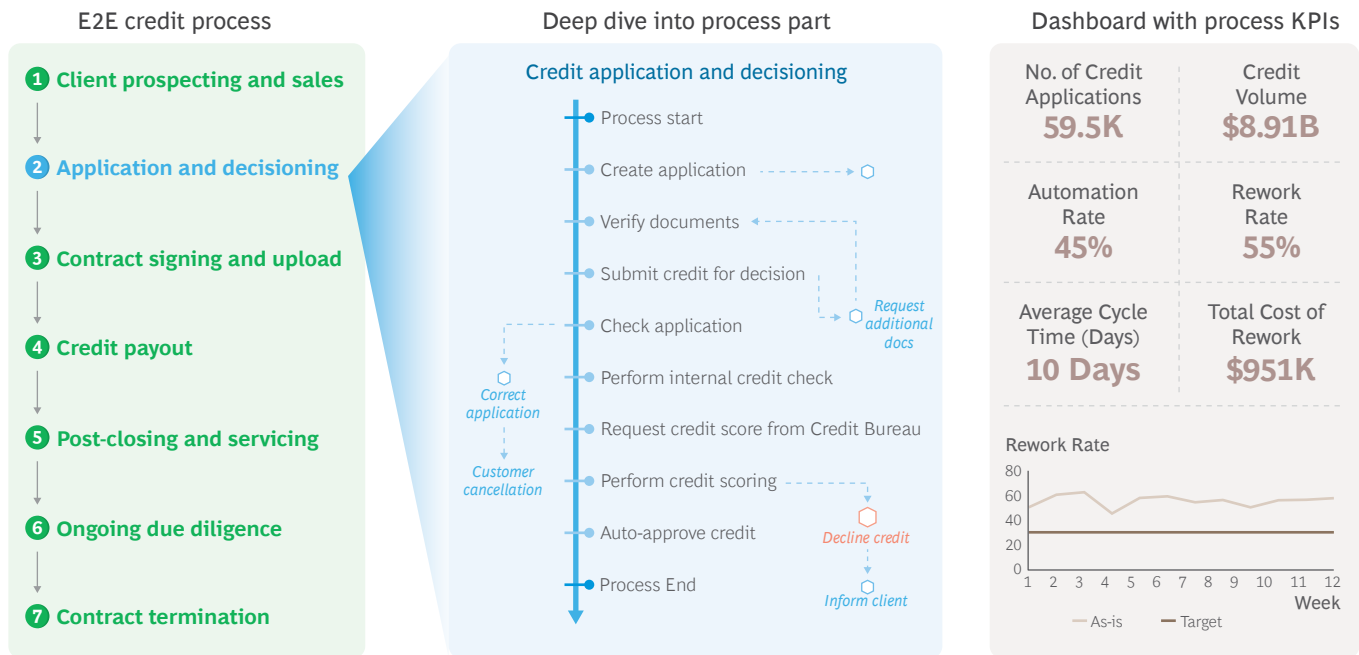 E2E credit process
1 Client prospecting and sales
2 Application and decisioning
3 Contract signing and upload
4 Credit payout
5 Post-closing and servicing
6 Ongoing due diligence
7 Contract termination
Deep dive into process part
Credit application and decisioning
Process start
Create application
Verify documents
Submit credit for decision
Request
additional
docs
Check application
Correct
application
Customer
cancellation
Perform internal credit check
Request credit score from Credit Bureau
Perform credit scoring
Decline credit
Inform client
Auto-approve credit
Process End
Dashboard with process KPIs
No. of Credit
Applications
59.5K
Credit
Volume
$8.91B
Automation
Rate
45%
Rework
Rate
55%
Average Cycle
Time (Days)
10 Days
Total Cost of
Rework
$951K
Rework Rate
80
60
40
20
0
1 2 3 4 5 6 7 8 9 10 11 12
Week
As-is Target